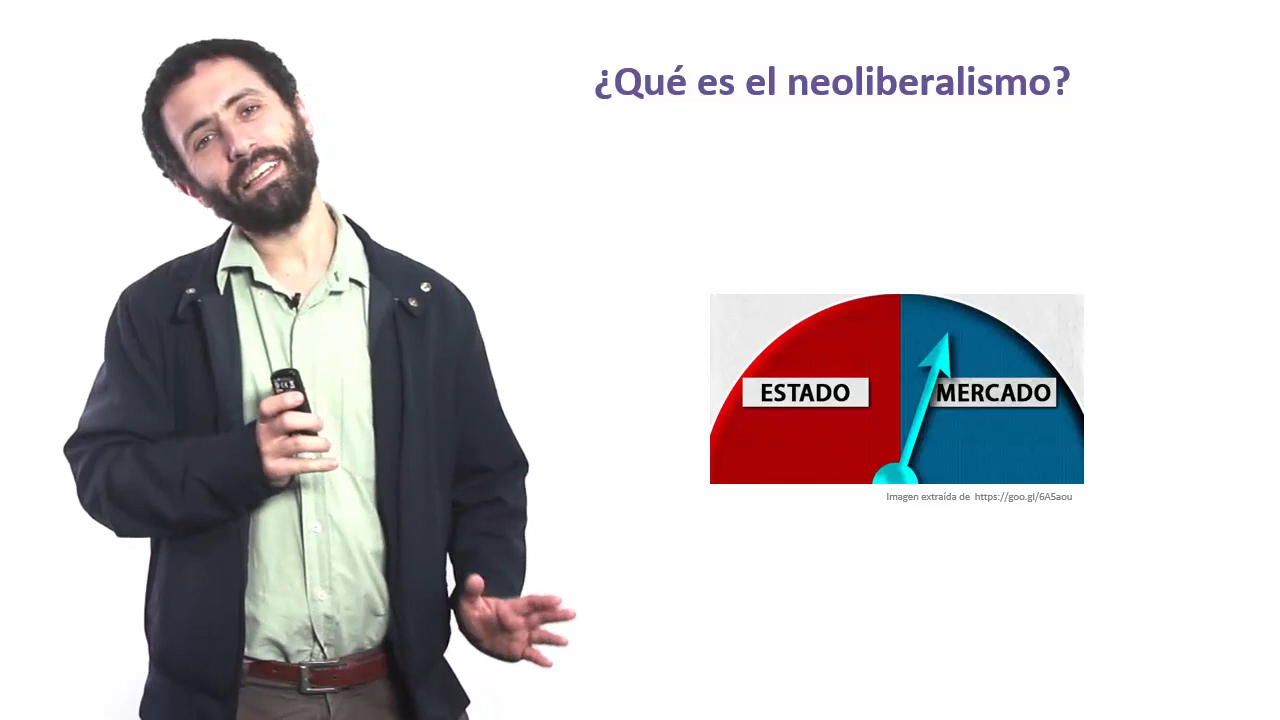 ¿Qué es el neoliberalismo?
ESTADO
MERCADO
Imagen extraída de https://goo.gl/6A5aou